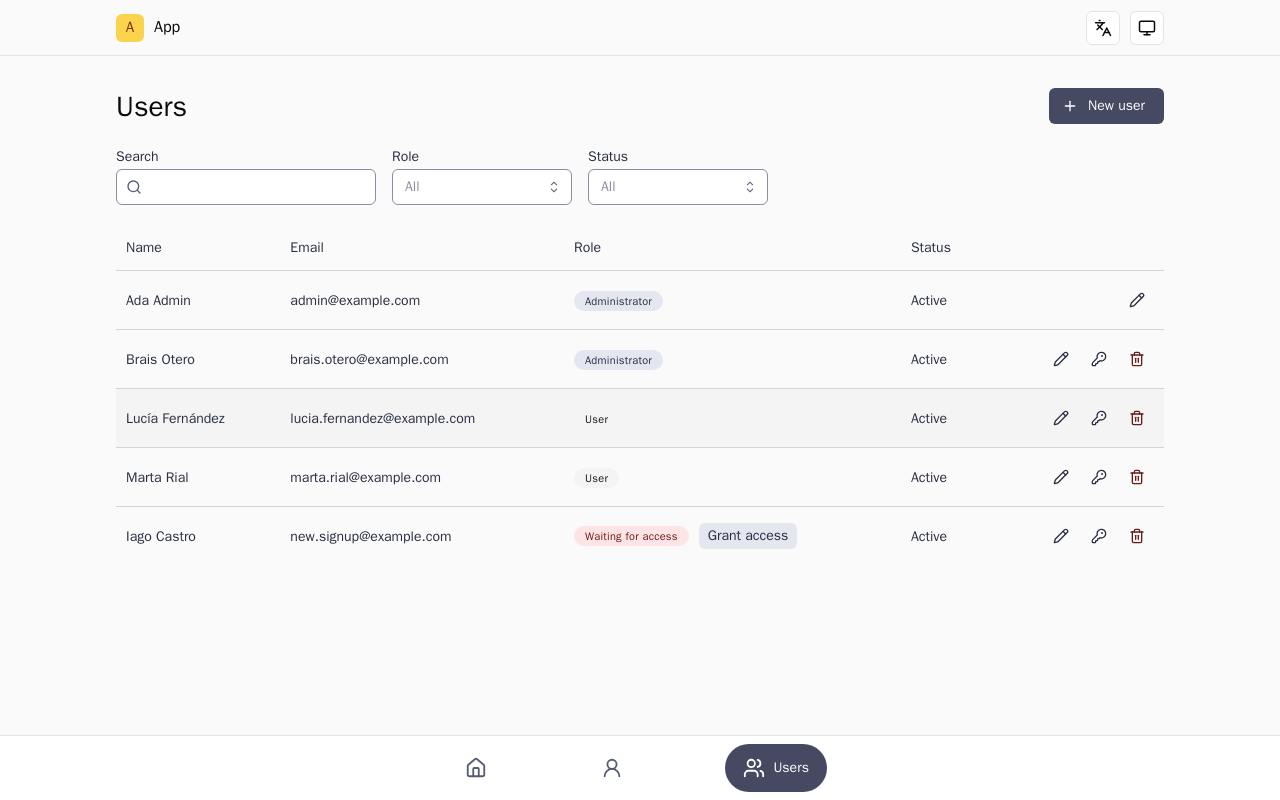 A App
Users
New user
Search Role Status
All All
Name Email Role Status
Ada Admin admin@example.com Administrator Active
Brais Otero brais.otero@example.com Administrator Active
Lucía Fernández lucia.fernandez@example.com User Active
Marta Rial marta.rial@example.com User Active
Iago Castro new.signup@example.com Waiting for access Grant access Active
Users